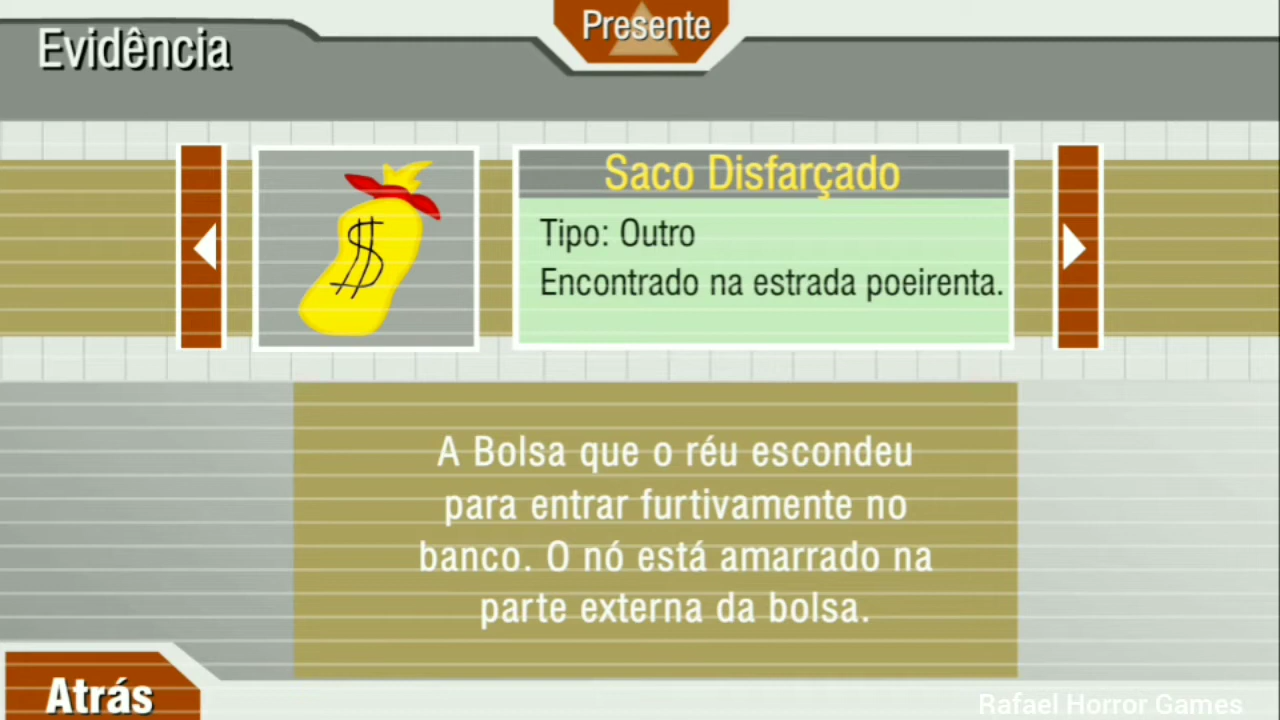 Evidência
Presente
Saco Disfarçado
Tipo: Outro
Encontrado na estrada poeirenta.
$
A Bolsa que o réu escondeu
para entrar furtivamente no
banco. O nó está amarrado na
parte externa da bolsa.
Atrás
Rafael Horror Games